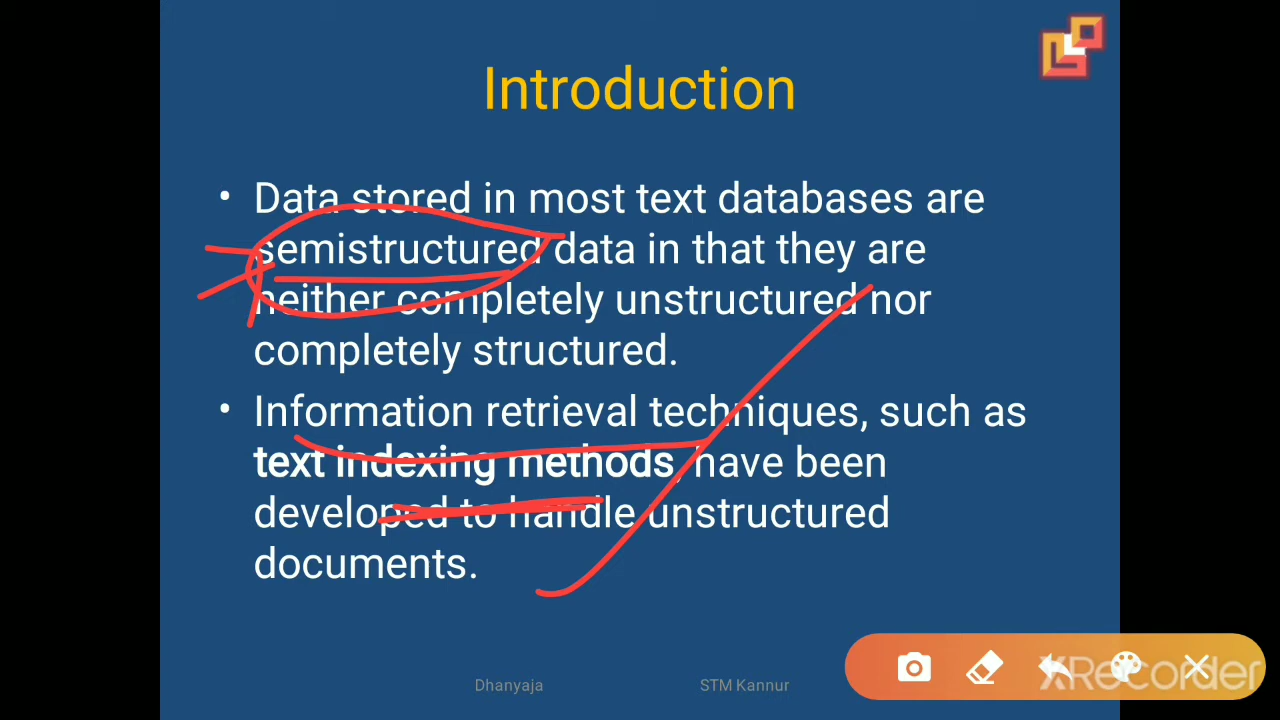 Introduction
• Data stored in most text databases are
semistructured data in that they are
neither completely unstructured nor
completely structured.
• Information retrieval techniques, such as
text indexing methods, have been
developed to handle unstructured
documents.
Dhanyaja STM Kannur
XRecorder